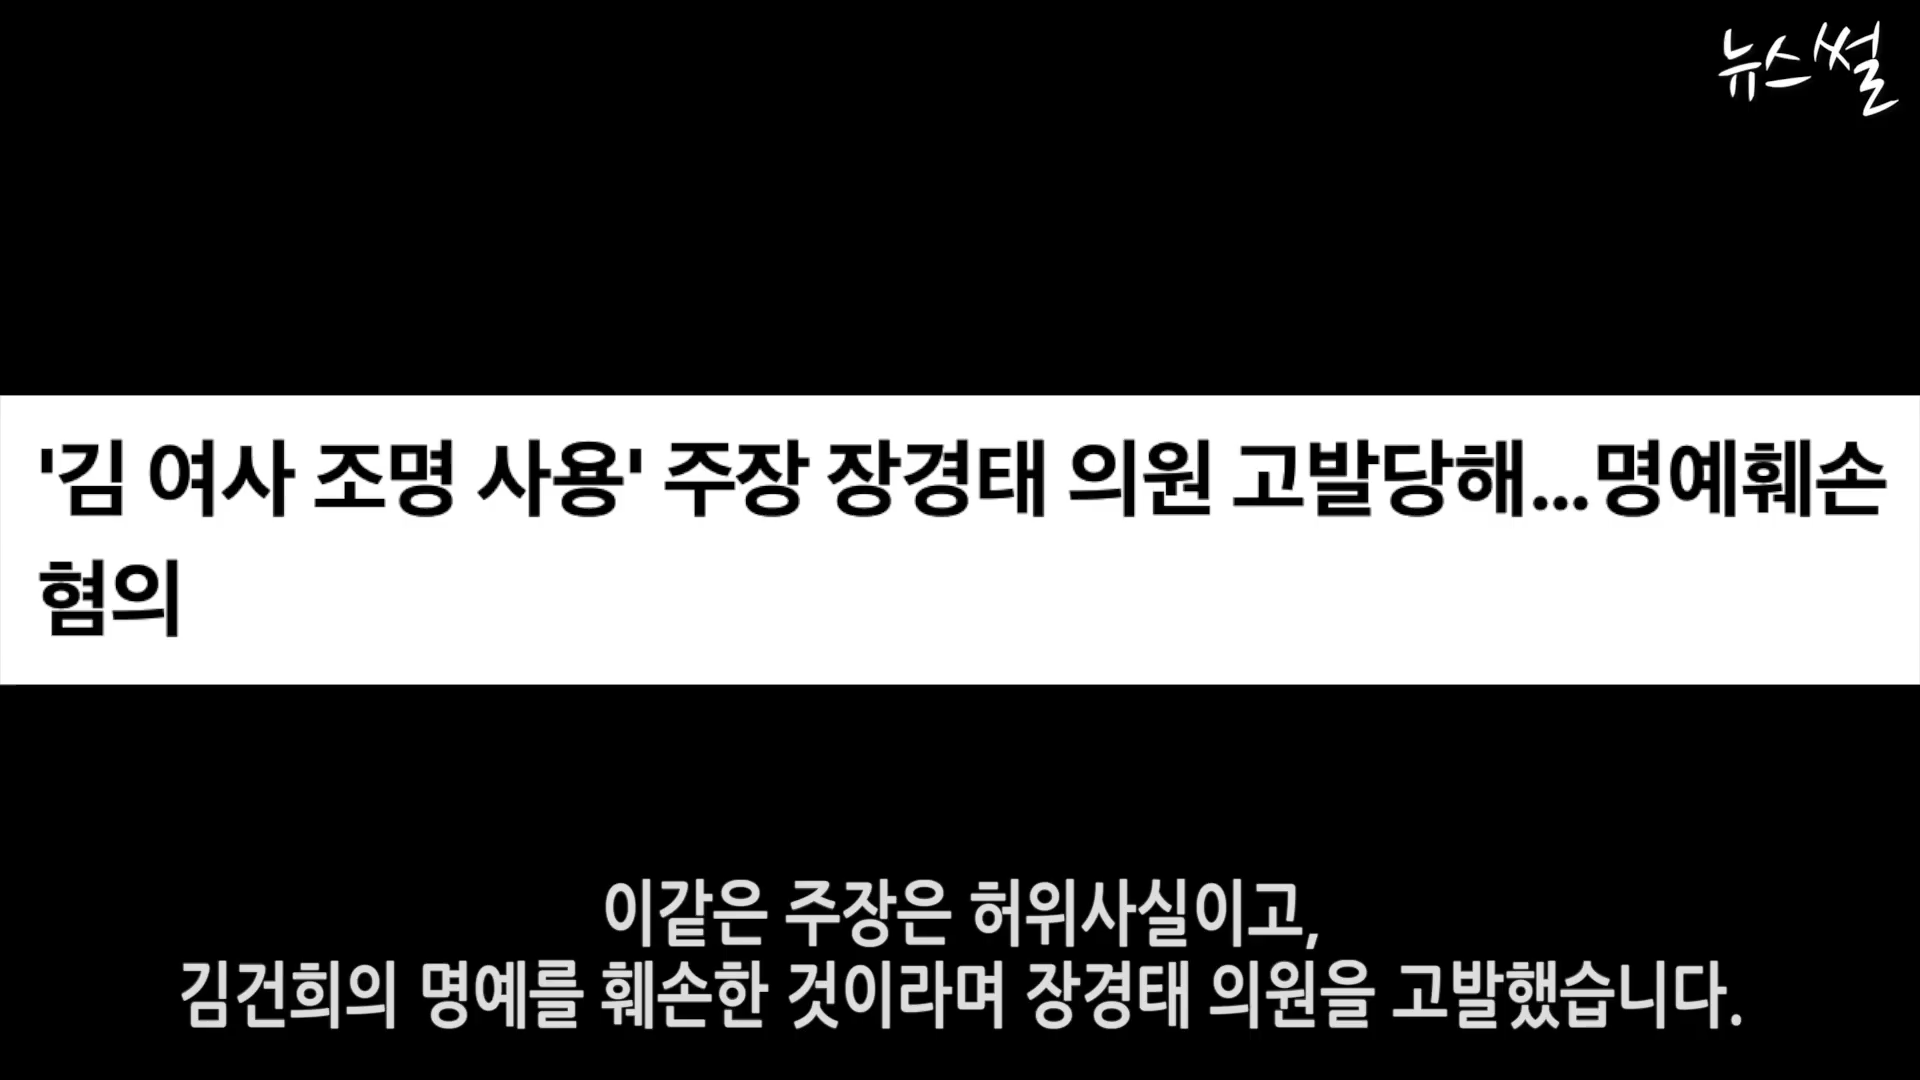 뉴스썰
'김 여사 조명 사용' 주장 장경태 의원 고발당해...명예훼손
혐의
이같은 주장은 허위사실이고,
김건희의 명예를 훼손한 것이라며 장경태 의원을 고발했습니다.